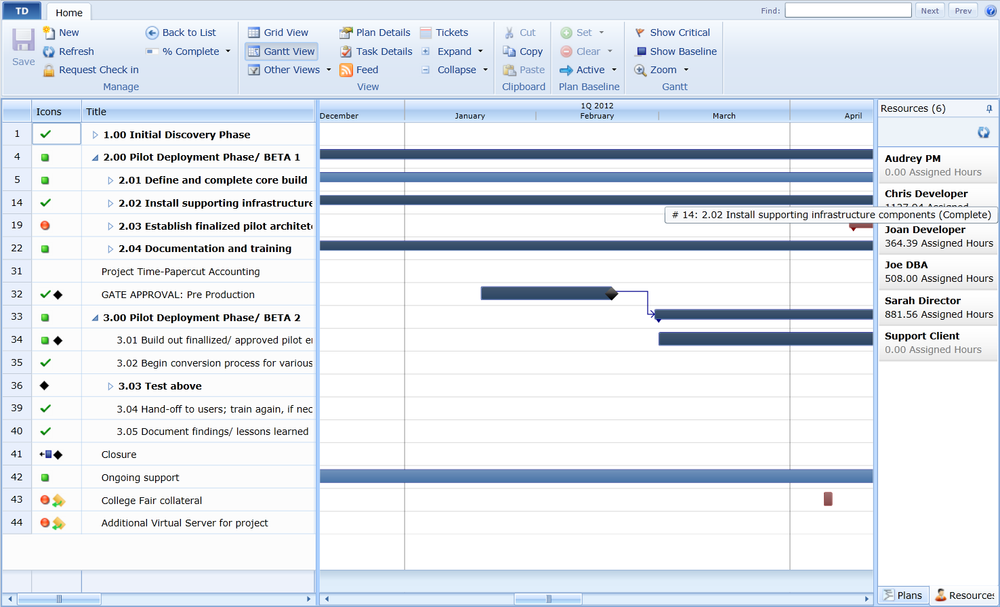 TD
Home
Find:
Next
Prev
Save
New
Refresh
Request Check in
Back to List
% Complete
Manage
Grid View
Gantt View
Other Views
Plan Details
Task Details
Feed
Tickets
Expand
Collapse
View
Cut
Copy
Paste
Clipboard
Set
Clear
Active
Plan Baseline
Show Critical
Show Baseline
Zoom
Gantt
Icons
Title
1Q 2012
December
January
February
March
April
1 1.00 Initial Discovery Phase
4 2.00 Pilot Deployment Phase/ BETA 1
5 2.01 Define and complete core build
14 2.02 Install supporting infrastructure
19 2.03 Establish finalized pilot archite
22 2.04 Documentation and training
31 Project Time-Papercut Accounting
32 GATE APPROVAL: Pre Production
33 3.00 Pilot Deployment Phase/ BETA 2
34 3.01 Build out finallized/ approved pilot
35 3.02 Begin conversion process for various
36 3.03 Test above
39 3.04 Hand-off to users; train again, if nec
40 3.05 Document findings/ lessons learned
41 Closure
42 Ongoing support
43 College Fair collateral
44 Additional Virtual Server for project
# 14: 2.02 Install supporting infrastructure components (Complete)
Resources (6)
Audrey PM
0.00 Assigned Hours
Chris Developer
Joan Developer
364.39 Assigned Hours
Joe DBA
508.00 Assigned Hours
Sarah Director
881.56 Assigned Hours
Support Client
0.00 Assigned Hours
Plans
Resources